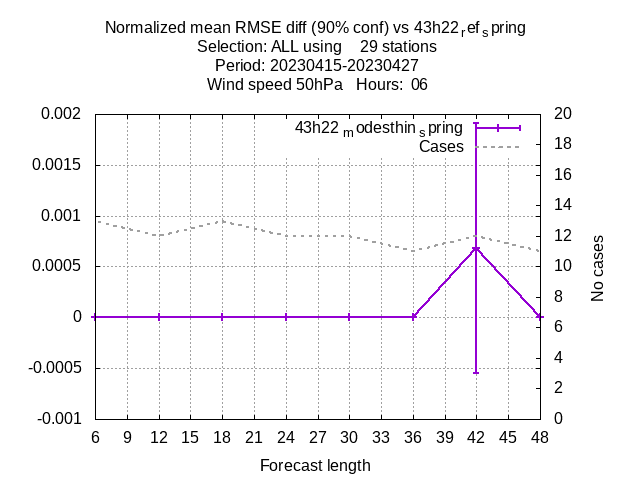 Normalized mean RMSE diff (90% conf) vs 43h22refspring
Selection: ALL using 29 stations
Period: 20230415-20230427
Wind speed 50hPa Hours: 06
0.002
0.0015
0.001
0.0005
0
-0.0005
-0.001
43h22modesthinspring
Cases
20
18
16
14
12
10
8
6
4
2
0
No cases
6 9 12 15 18 21 24 27 30 33 36 39 42 45 48
Forecast length